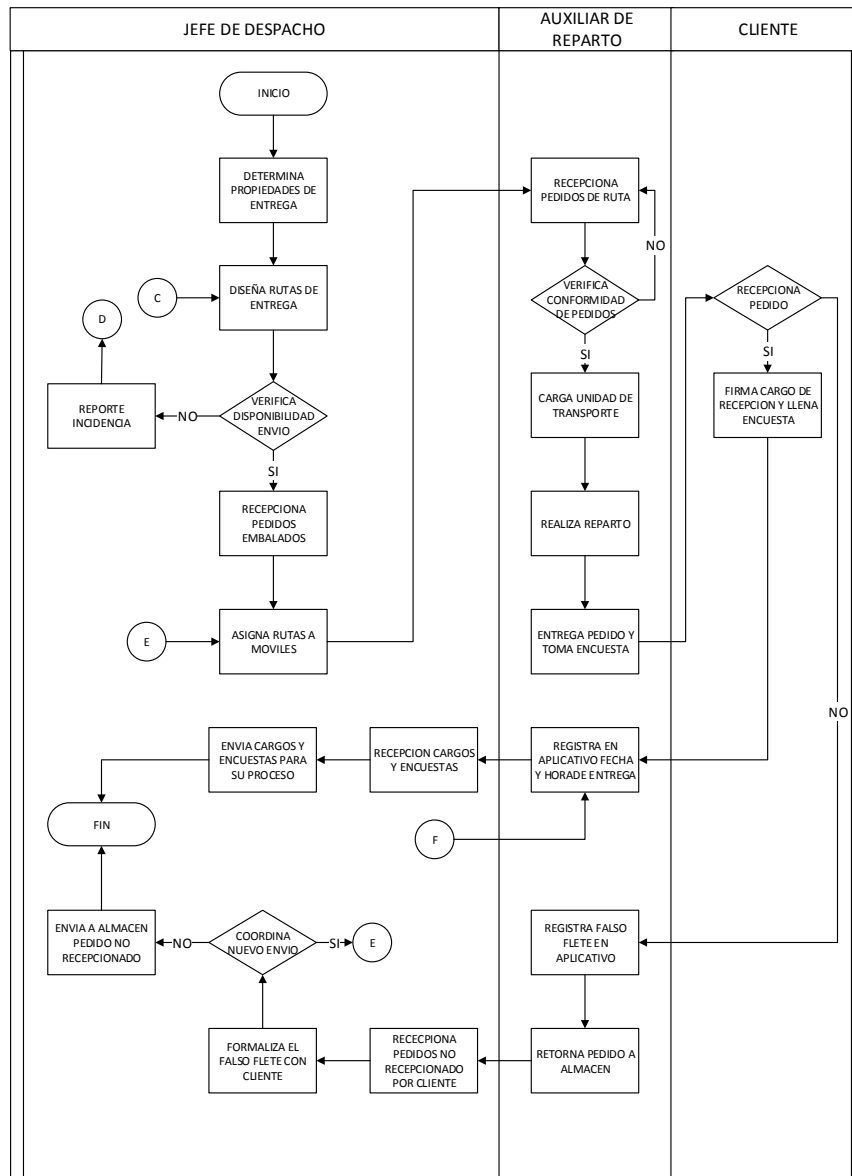 JEFE DE DESPACHO
AUXILIAR DE
REPARTO
CLIENTE
INICIO
DETERMINA
PROPIEDADES DE
ENTREGA
RECEPCIONA
PEDIDOS DE RUTA
NO
C
DISEÑA RUTAS DE
ENTREGA
VERIFICA
CONFORMIDAD
DE PEDIDOS
RECEPCIONA
PEDIDO
D
SI
SI
REPORTE
INCIDENCIA
NO
VERIFICA
DISPONIBILIDAD
ENVIO
CARGA UNIDAD DE
TRANSPORTE
FIRMA CARGO DE
RECEPCION Y LLENA
ENCUESTA
SI
RECEPCIONA
PEDIDOS
EMBALADOS
REALIZA REPARTO
E
ASIGNA RUTAS A
MOVILES
ENTREGA PEDIDO Y
TOMA ENCUESTA
NO
ENVIA CARGOS Y
ENCUESTAS PARA
SU PROCESO
RECEPCION CARGOS
Y ENCUESTAS
REGISTRA EN
APLICATIVO FECHA
Y HORADE ENTREGA
FIN
F
ENVIA A ALMACEN
PEDIDO NO
RECEPCIONADO
NO
COORDINA
NUEVO ENVIO
SI
E
REGISTRA FALSO
FLETE EN
APLICATIVO
FORMALIZA EL
FALSO FLETE CON
CLIENTE
RECECPIONA
PEDIDOS NO
RECEPCIONADO
POR CLIENTE
RETORNA PEDIDO A
ALMACEN